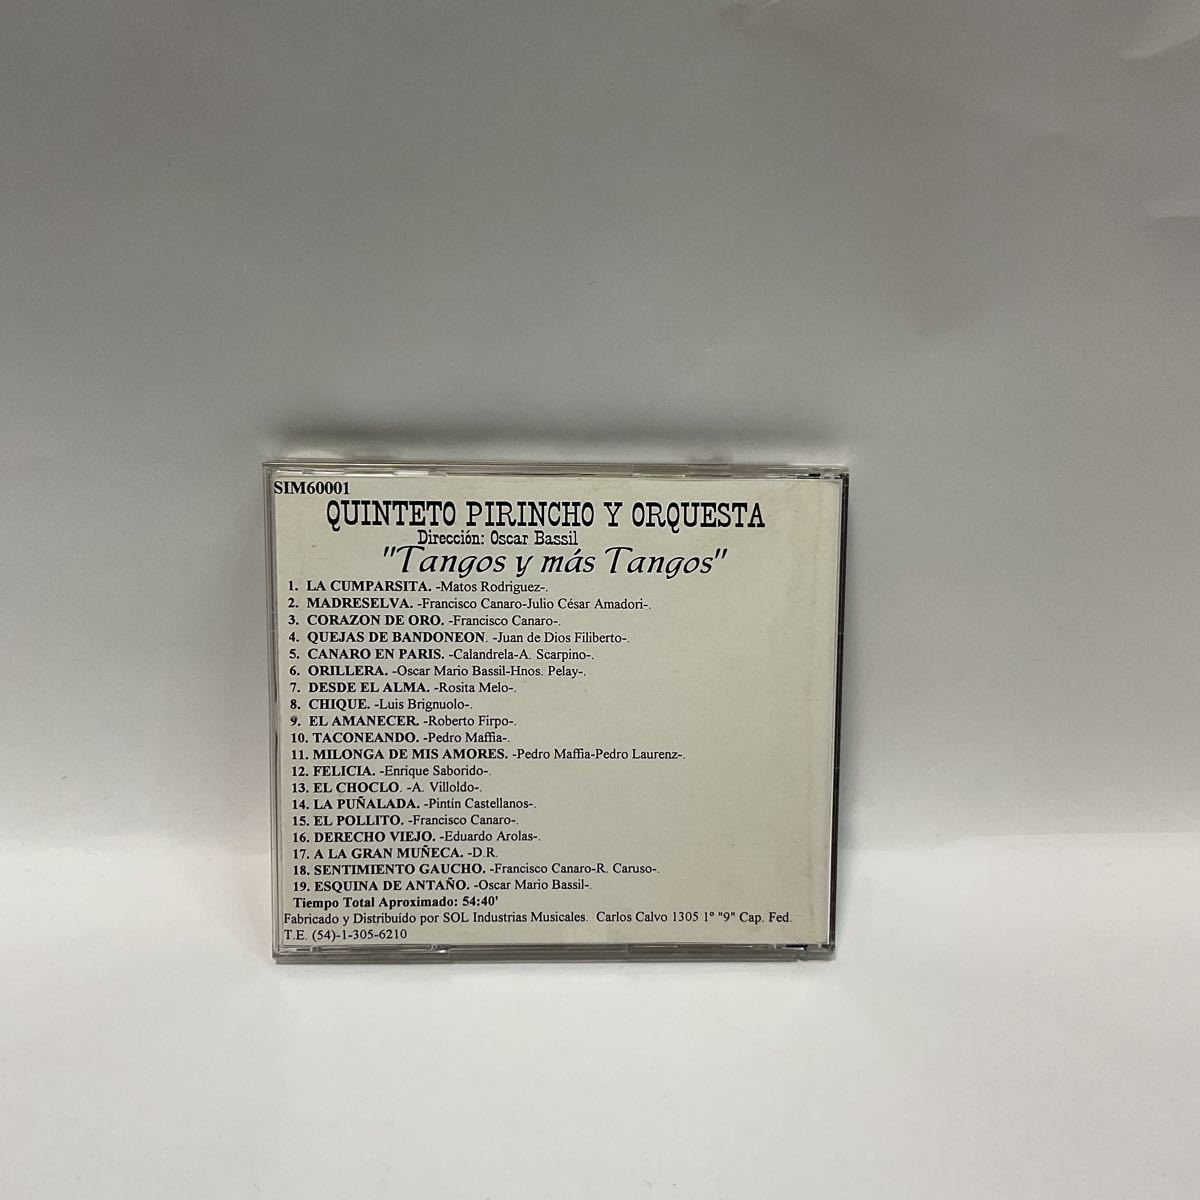 SIM60001
QUINTETO PIRINCHO Y ORQUESTA
Dirección: Oscar Bassil
"Tangos y más Tangos"
1. LA CUMPARSITA. -Matos Rodriguez-.
2. MADRESELVA. -Francisco Canaro-Julio César Amadori-.
3. CORAZON DE ORO. -Francisco Canaro-.
4. QUEJAS DE BANDONEON. -Juan de Dios Filiberto-.
5. CANARO EN PARIS. -Calandrela-A. Scarpino-.
6. ORILLERA. -Oscar Mario Bassil-Hnos. Pelay-.
7. DESDE EL ALMA. -Rosita Melo-.
8. CHIQUE. -Luis Brignuolo-.
9. EL AMANECER. -Roberto Firpo-.
10. TACONEANDO. -Pedro Maffia-.
11. MILONGA DE MIS AMORES. -Pedro Maffia-Pedro Laurenz-.
12. FELICIA. -Enrique Saborido-.
13. EL CHOCLO. -A. Villoldo-.
14. LA PUÑALADA. -Pintín Castellanos-.
15. EL POLLITO. -Francisco Canaro-.
16. DERECHO VIEJO. -Eduardo Arolas-.
17. A LA GRAN MUÑECA. -D.R.
18. SENTIMIENTO GAUCHO. -Francisco Canaro-R. Caruso-.
19. ESQUINA DE ANTAÑO. -Oscar Mario Bassil-.
Tiempo Total Aproximado: 54:40'
Fabricado y Distribuído por SOL Industrias Musicales. Carlos Calvo 1305 1º "9" Cap. Fed.
T.E. (54)-1-305-6210